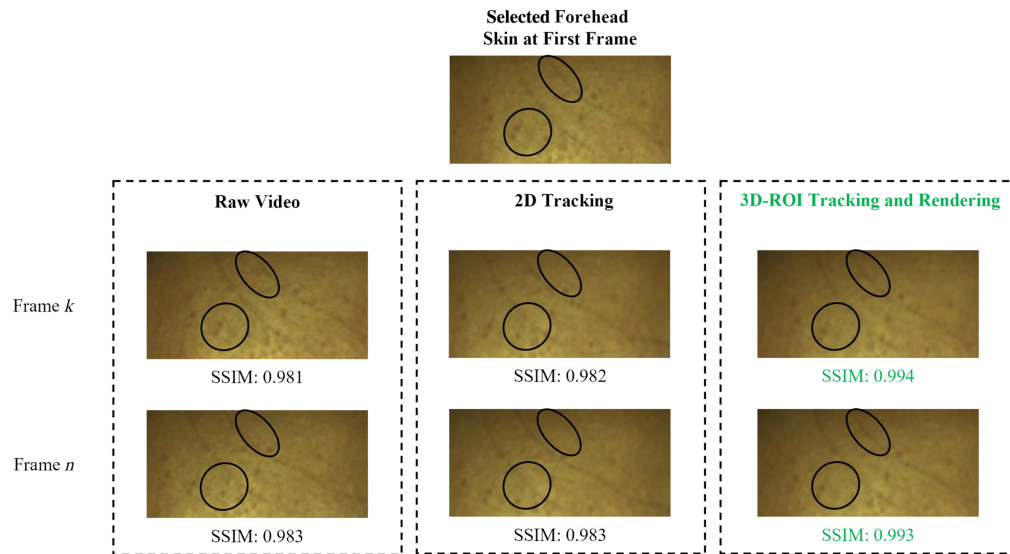 Selected Forehead
Skin at First Frame
Raw Video
2D Tracking
3D-ROI Tracking and Rendering
Frame k
SSIM: 0.981
SSIM: 0.982
SSIM: 0.994
Frame n
SSIM: 0.983
SSIM: 0.983
SSIM: 0.993